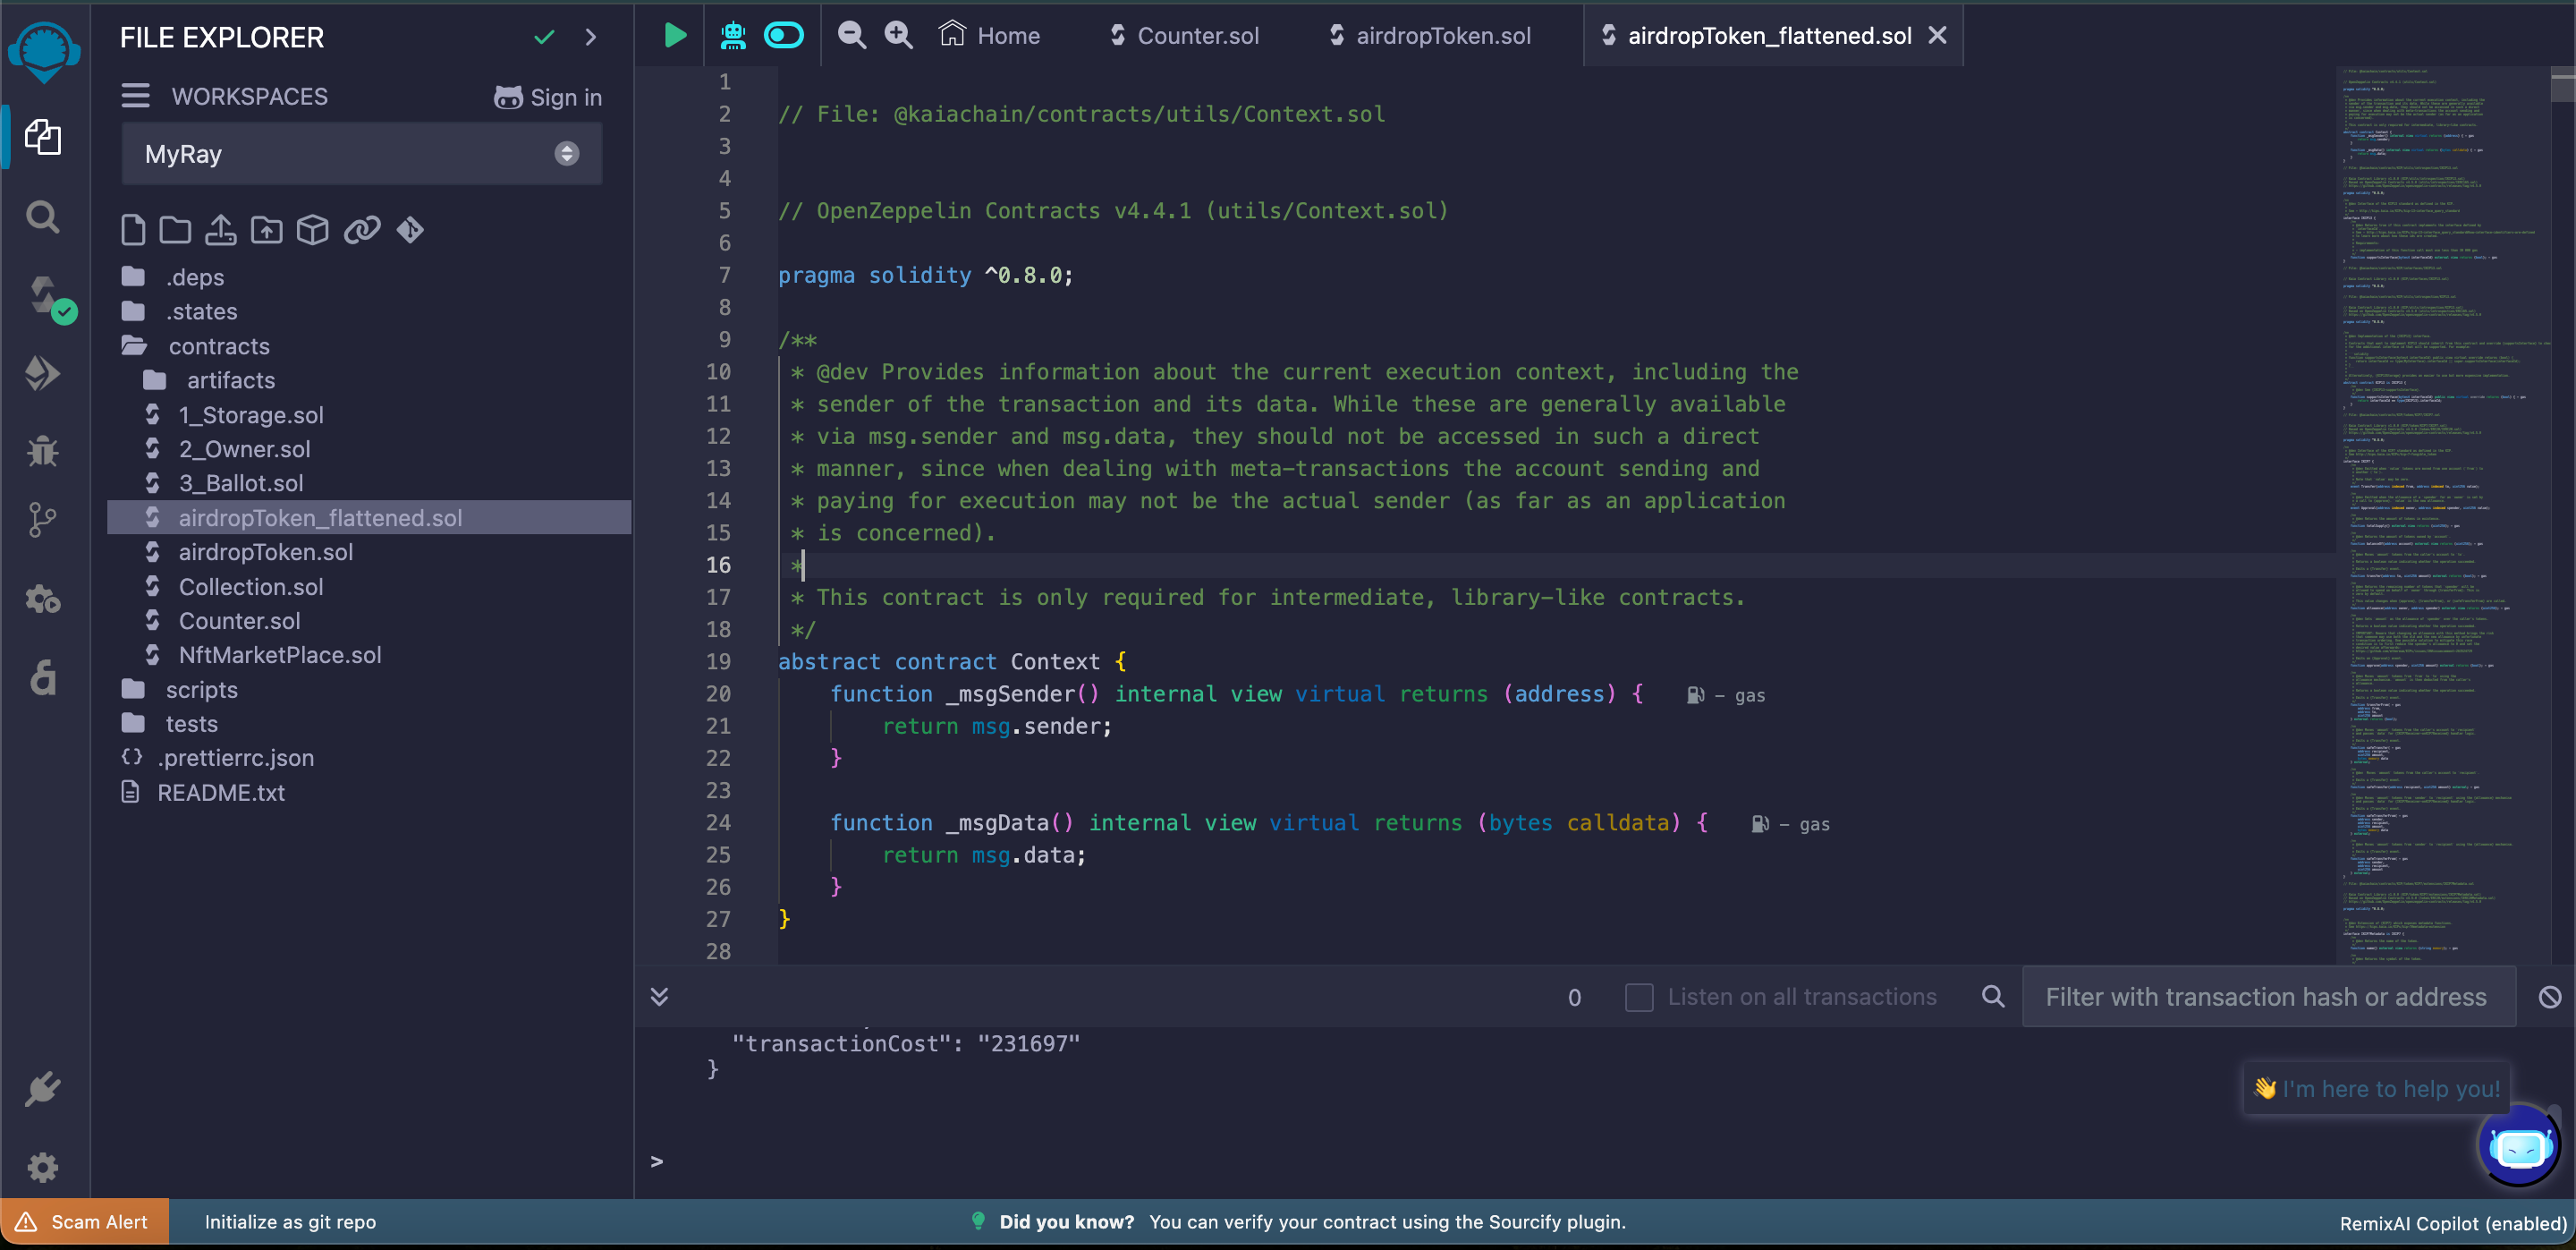 FILE EXPLORER
WORKSPACES
Sign in
MyRay
.deps
.states
contracts
artifacts
1_Storage.sol
2_Owner.sol
3_Ballot.sol
airdropToken_flattened.sol
airdropToken.sol
Collection.sol
Counter.sol
NftMarketPlace.sol
scripts
tests
.prettierrc.json
README.txt
Home
Counter.sol
airdropToken.sol
airdropToken_flattened.sol
1
2 // File: @kaiachain/contracts/utils/Context.sol
3
4
5 // OpenZeppelin Contracts v4.4.1 (utils/Context.sol)
6
7 pragma solidity ^0.8.0;
8
9 /**
10 * @dev Provides information about the current execution context, including the
11 * sender of the transaction and its data. While these are generally available
12 * via msg.sender and msg.data, they should not be accessed in such a direct
13 * manner, since when dealing with meta-transactions the account sending and
14 * paying for execution may not be the actual sender (as far as an application
15 * is concerned).
16 *
17 * This contract is only required for intermediate, library-like contracts.
18 */
19 abstract contract Context {
20 function _msgSender() internal view virtual returns (address) { - gas
21 return msg.sender;
22 }
23
24 function _msgData() internal view virtual returns (bytes calldata) { - gas
25 return msg.data;
26 }
27 }
28
0
Listen on all transactions
Filter with transaction hash or address
"transactionCost": "231697"
}
>
👋 I'm here to help you!
Scam Alert
Initialize as git repo
Did you know? You can verify your contract using the Sourcify plugin.
RemixAI Copilot (enabled)